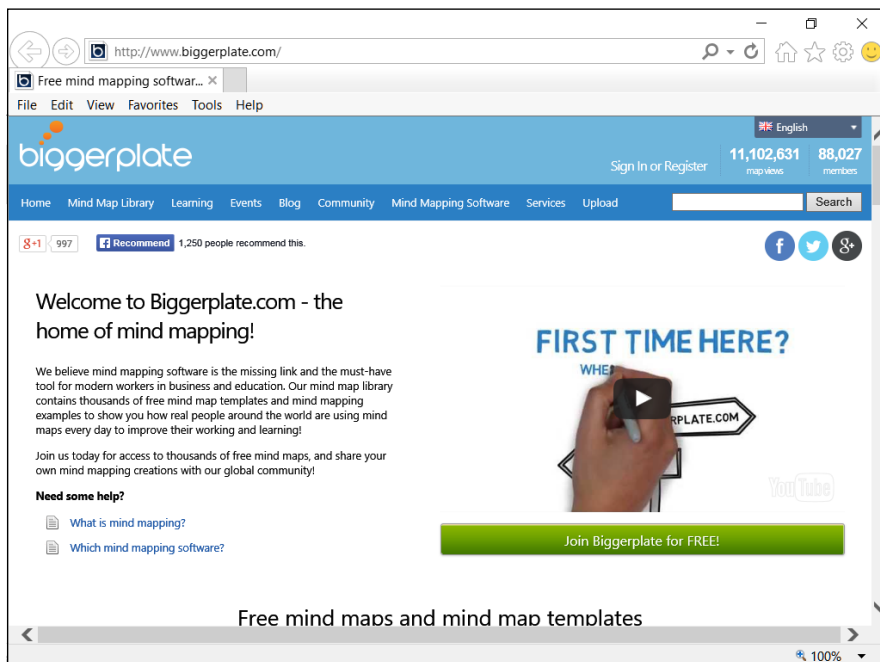 http://www.biggerplate.com/
Free mind mapping softwar...
File Edit View Favorites Tools Help
English
biggerplate
Sign In or Register
11,102,631 88,027
map views members
Home Mind Map Library Learning Events Blog Community Mind Mapping Software Services Upload Search
g+1 997 Recommend 1,250 people recommend this.
Welcome to Biggerplate.com - the
home of mind mapping!
We believe mind mapping software is the missing link and the must-have
tool for modern workers in business and education. Our mind map library
contains thousands of free mind map templates and mind mapping
examples to show you how real people around the world are using mind
maps every day to improve their working and learning!
Join us today for access to thousands of free mind maps, and share your
own mind mapping creations with our global community!
Need some help?
What is mind mapping?
Which mind mapping software?
FIRST TIME HERE?
WHE
RPLATE.COM
YouTube
Join Biggerplate for FREE!
Free mind maps and mind map templates
100%